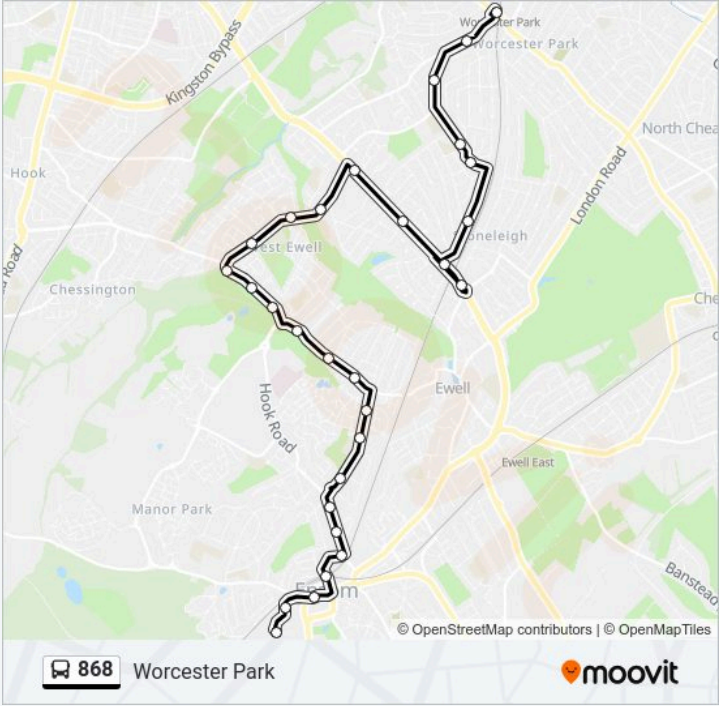 Worcester Park
Worcester Park
Kingston Bypass
North Chea
Hook
London Road
Stoneleigh
West Ewell
Road
Chessington
Che
Ewell
Hook Road
Ewell East
Manor Park
Banstead
Epsom
© OpenStreetMap contributors | © OpenMapTiles
868 Worcester Park
moovit